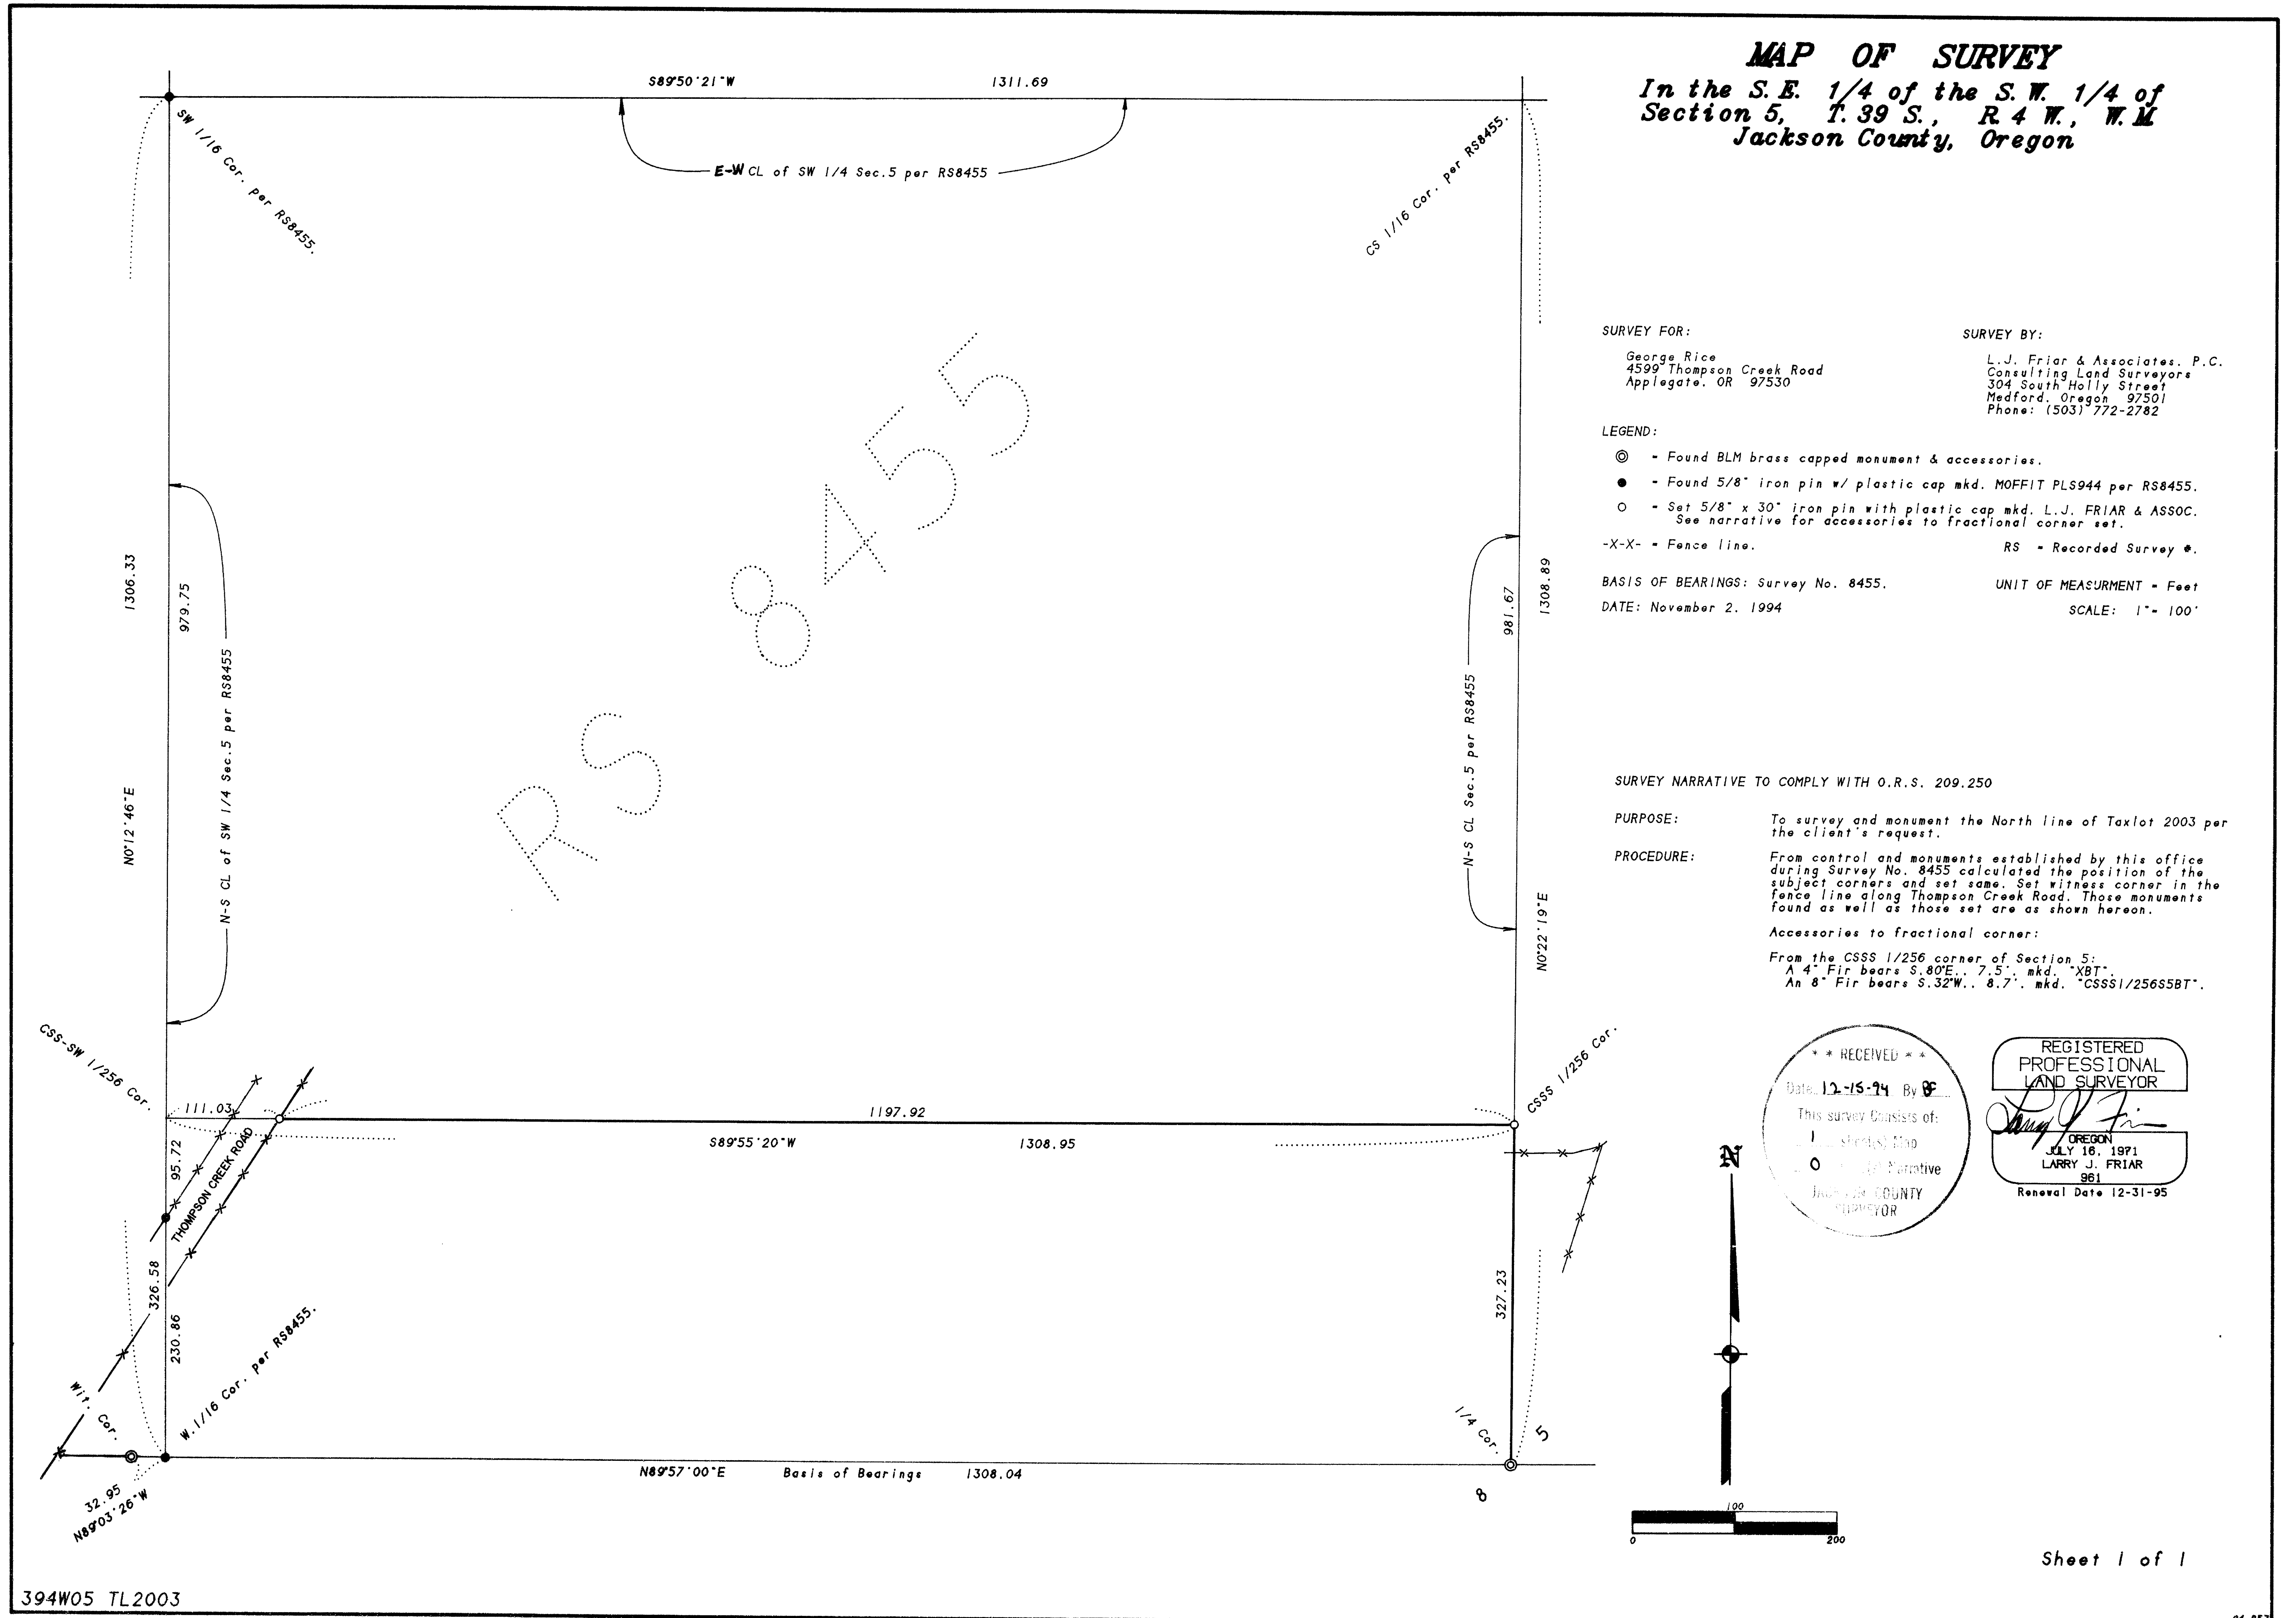 MAP OF SURVEY
In the S.E. 1/4 of the S.W. 1/4 of
Section 5, T.39 S., R.4 W., W.M
Jackson County, Oregon
S89°50'21"W 1311.69
E-W CL of SW 1/4 Sec.5 per RS8455
SW 1/16 Cor. per RS8455.
CS 1/16 Cor. per RS8455.
RS 8455
1306.33
979.75
N0°12'46"E
N-S CL of SW 1/4 Sec.5 per RS8455
981.67
1308.89
N-S CL Sec.5 per RS8455
N0°22'19"E
SURVEY FOR:
George Rice
4599 Thompson Creek Road
Applegate, OR 97530
SURVEY BY:
L.J. Friar & Associates. P.C.
Consulting Land Surveyors
304 South Holly Street
Medford, Oregon 97501
Phone: (503) 772-2782
LEGEND:
◎ = Found BLM brass capped monument & accessories.
● = Found 5/8" iron pin w/ plastic cap mkd. MOFFIT PLS944 per RS8455.
○ = Set 5/8" x 30" iron pin with plastic cap mkd. L.J. FRIAR & ASSOC.
See narrative for accessories to fractional corner set.
-X-X- = Fence line. RS = Recorded Survey #.
BASIS OF BEARINGS: Survey No. 8455. UNIT OF MEASURMENT = Feet
DATE: November 2, 1994 SCALE: 1"= 100'
SURVEY NARRATIVE TO COMPLY WITH O.R.S. 209.250
PURPOSE: To survey and monument the North line of Taxlot 2003 per
the client's request.
PROCEDURE: From control and monuments established by this office
during Survey No. 8455 calculated the position of the
subject corners and set same. Set witness corner in the
fence line along Thompson Creek Road. Those monuments
found as well as those set are as shown hereon.
Accessories to fractional corner:
From the CSSS 1/256 corner of Section 5:
A 4" Fir bears S.80°E., 7.5'. mkd. "XBT".
An 8" Fir bears S.32°W., 8.7'. mkd. "CSSS1/256S5BT".
CSS-SW 1/256 Cor.
CSSS 1/256 Cor.
111.03
1197.92
S89°55'20"W 1308.95
95.72
THOMPSON CREEK ROAD
326.58
230.86
327.23
W.1/16 Cor. per RS8455.
Wit. Cor.
1/4 Cor.
5
8
32.95
N89°03'26"W
N89°57'00"E Basis of Bearings 1308.04
* * RECEIVED * *
Date 12-15-94 By
This survey Consists of:
1 sheet(s) Map
0 Narrative
JACKSON COUNTY
SURVEYOR
REGISTERED
PROFESSIONAL
LAND SURVEYOR
Larry J Friar
OREGON
JULY 16, 1971
LARRY J. FRIAR
961
Renewal Date 12-31-95
N
100
0 200
Sheet 1 of 1
394W05 TL2003